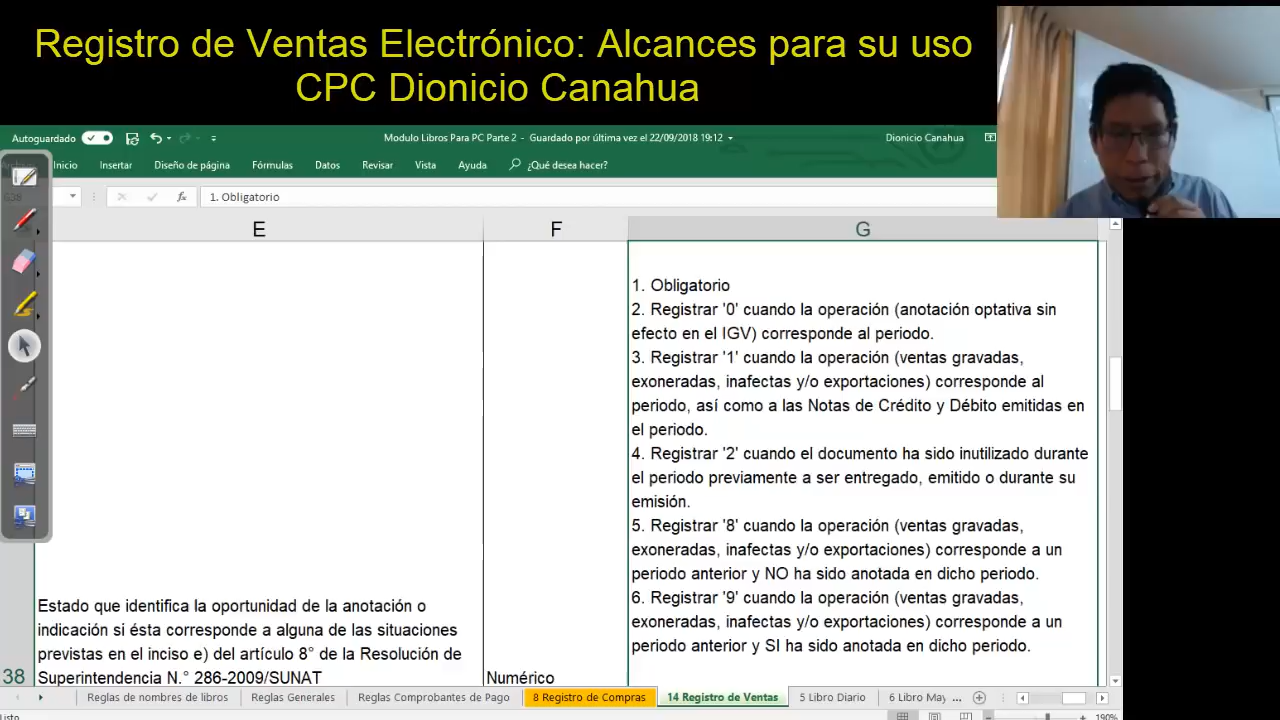 Registro de Ventas Electrónico: Alcances para su uso
CPC Dionicio Canahua
Autoguardado
Modulo Libros Para PC Parte 2 - Guardado por última vez el 22/09/2018 19:12
Dionicio Canahua
Inicio
Insertar
Diseño de página
Fórmulas
Datos
Revisar
Vista
Ayuda
¿Qué desea hacer?
G38
fx
1. Obligatorio
E
F
G
1. Obligatorio
2. Registrar '0' cuando la operación (anotación optativa sin
efecto en el IGV) corresponde al periodo.
3. Registrar '1' cuando la operación (ventas gravadas,
exoneradas, inafectas y/o exportaciones) corresponde al
periodo, así como a las Notas de Crédito y Débito emitidas en
el periodo.
4. Registrar '2' cuando el documento ha sido inutilizado durante
el periodo previamente a ser entregado, emitido o durante su
emisión.
5. Registrar '8' cuando la operación (ventas gravadas,
exoneradas, inafectas y/o exportaciones) corresponde a un
periodo anterior y NO ha sido anotada en dicho periodo.
6. Registrar '9' cuando la operación (ventas gravadas,
exoneradas, inafectas y/o exportaciones) corresponde a un
periodo anterior y SI ha sido anotada en dicho periodo.
Estado que identifica la oportunidad de la anotación o
indicación si ésta corresponde a alguna de las situaciones
previstas en el inciso e) del artículo 8° de la Resolución de
Superintendencia N.° 286-2009/SUNAT
Numérico
38
Reglas de nombres de libros
Reglas Generales
Reglas Comprobantes de Pago
8 Registro de Compras
14 Registro de Ventas
5 Libro Diario
6 Libro May ...
Listo
190%